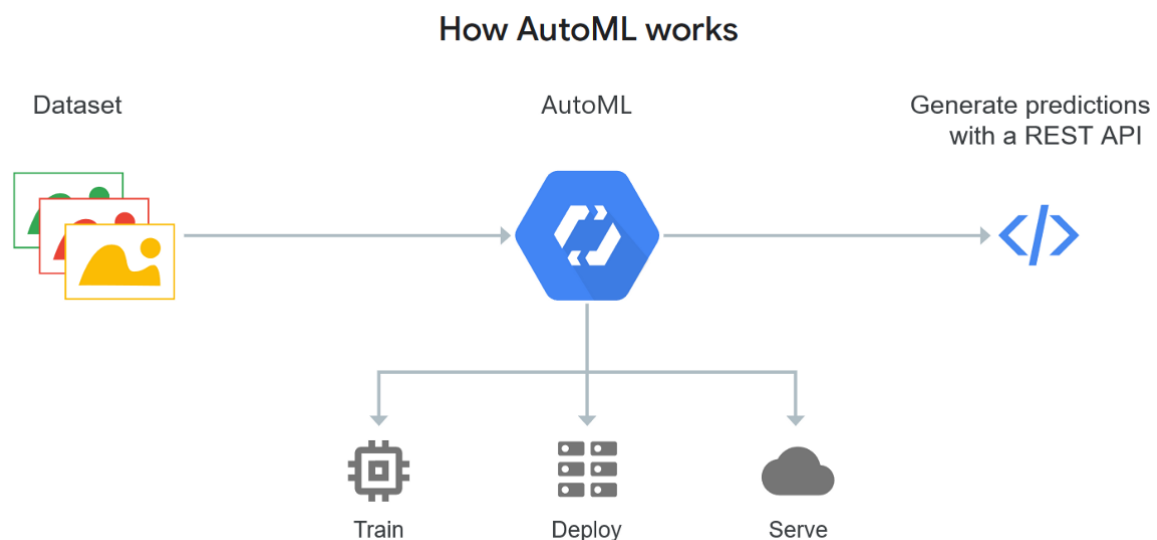 How AutoML works
Dataset
AutoML
Generate predictions
with a REST API
Train
Deploy
Serve